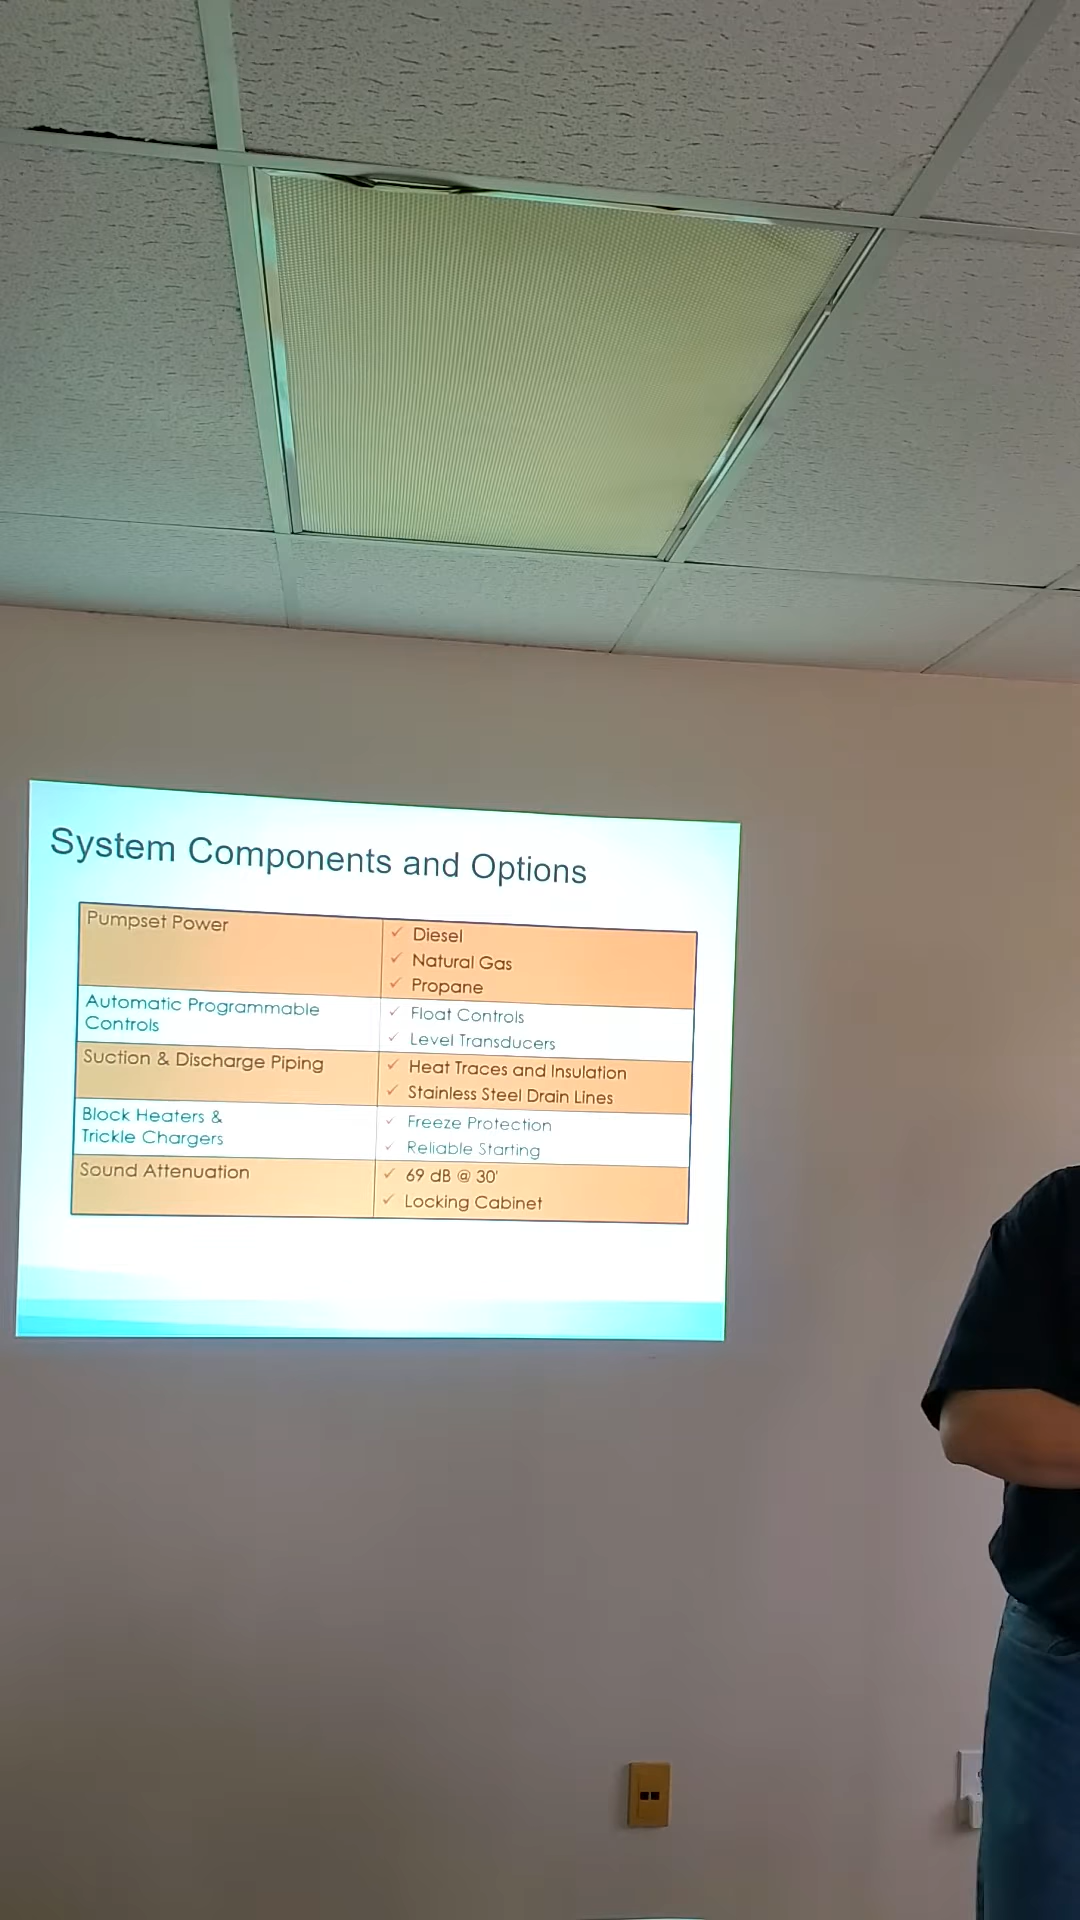 System Components and Options
Pumpset Power
✓ Diesel
✓ Natural Gas
✓ Propane
Automatic Programmable
Controls
✓ Float Controls
✓ Level Transducers
Suction & Discharge Piping
✓ Heat Traces and Insulation
✓ Stainless Steel Drain Lines
Block Heaters &
Trickle Chargers
✓ Freeze Protection
✓ Reliable Starting
Sound Attenuation
✓ 69 dB @ 30'
✓ Locking Cabinet